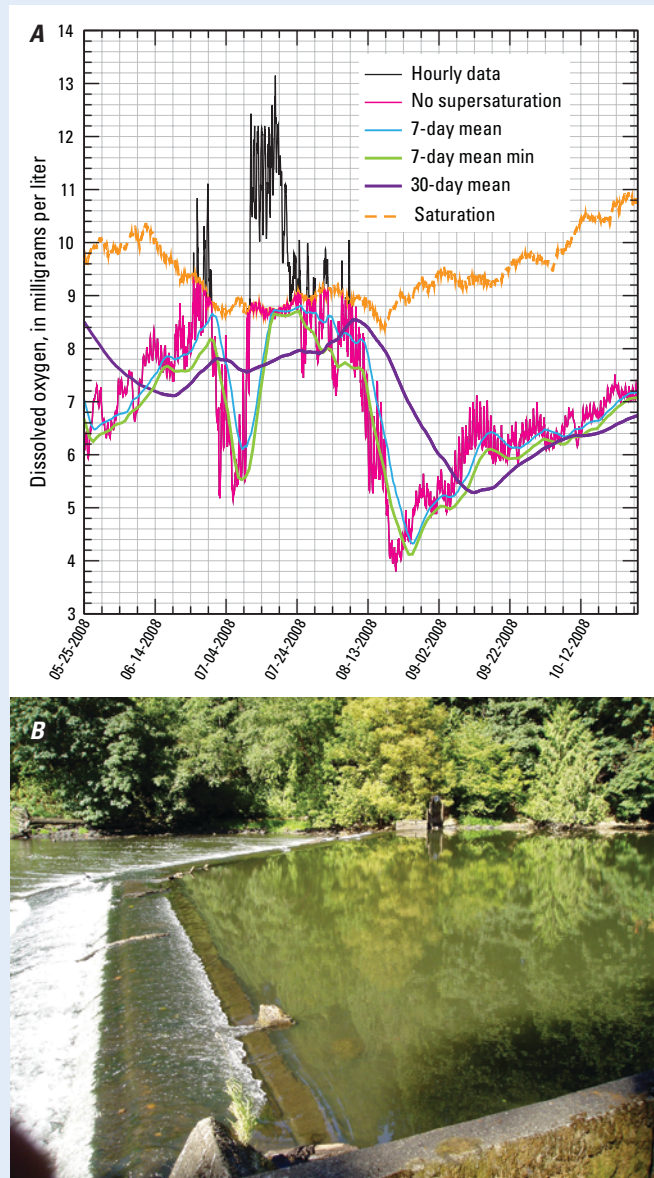 A
14
13
12
11
10
9
8
7
6
5
4
3
Dissolved oxygen, in milligrams per liter
Hourly data
No supersaturation
7-day mean
7-day mean min
30-day mean
Saturation
05-25-2008
06-14-2008
07-04-2008
07-24-2008
08-13-2008
09-02-2008
09-22-2008
10-12-2008
B